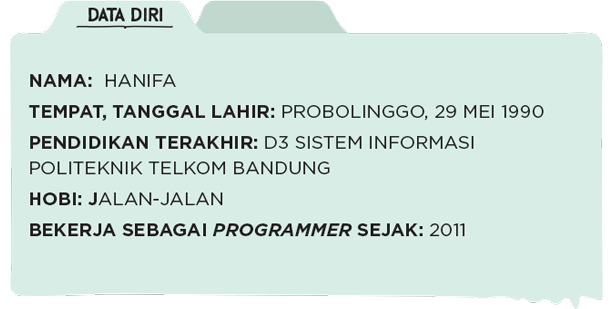 DATA DIRI
NAMA: HANIFA
TEMPAT, TANGGAL LAHIR: PROBOLINGGO, 29 MEI 1990
PENDIDIKAN TERAKHIR: D3 SISTEM INFORMASI
POLITEKNIK TELKOM BANDUNG
HOBI: JALAN-JALAN
BEKERJA SEBAGAI PROGRAMMER SEJAK: 2011